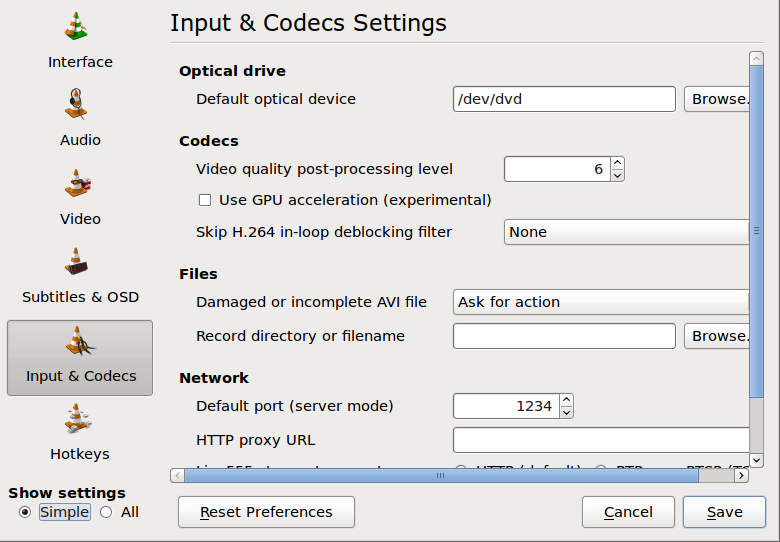 Input & Codecs Settings
Interface
Audio
Video
Subtitles & OSD
Input & Codecs
Hotkeys
Show settings
Simple All
Optical drive
Default optical device /dev/dvd Browse.
Codecs
Video quality post-processing level 6
Use GPU acceleration (experimental)
Skip H.264 in-loop deblocking filter None
Files
Damaged or incomplete AVI file Ask for action
Record directory or filename Browse.
Network
Default port (server mode) 1234
HTTP proxy URL
HTTP (default)
Reset Preferences Cancel Save